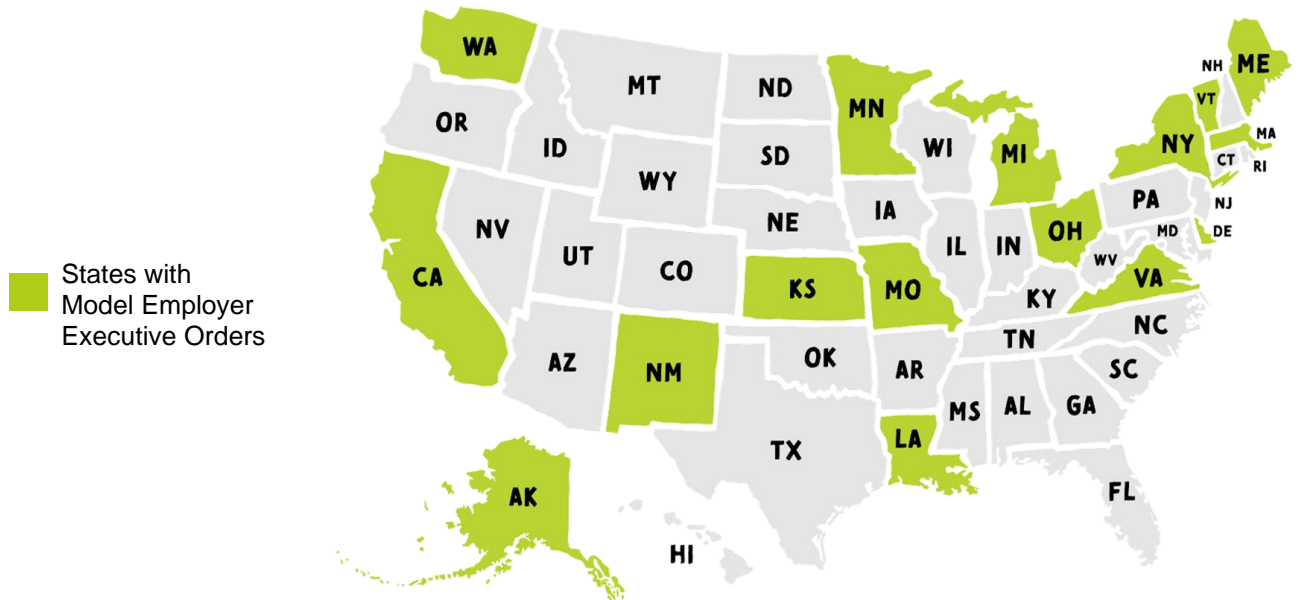 WA
MT
ND
MN
OR
ID
WY
SD
WI
MI
NH
ME
VT
NY
MA
CT
RI
NV
UT
CO
NE
IA
IL
IN
OH
PA
NJ
MD
DE
WV
VA
CA
KS
MO
KY
States with
Model Employer
Executive Orders
AZ
NM
OK
AR
TN
NC
SC
MS
AL
GA
LA
TX
FL
AK
HI